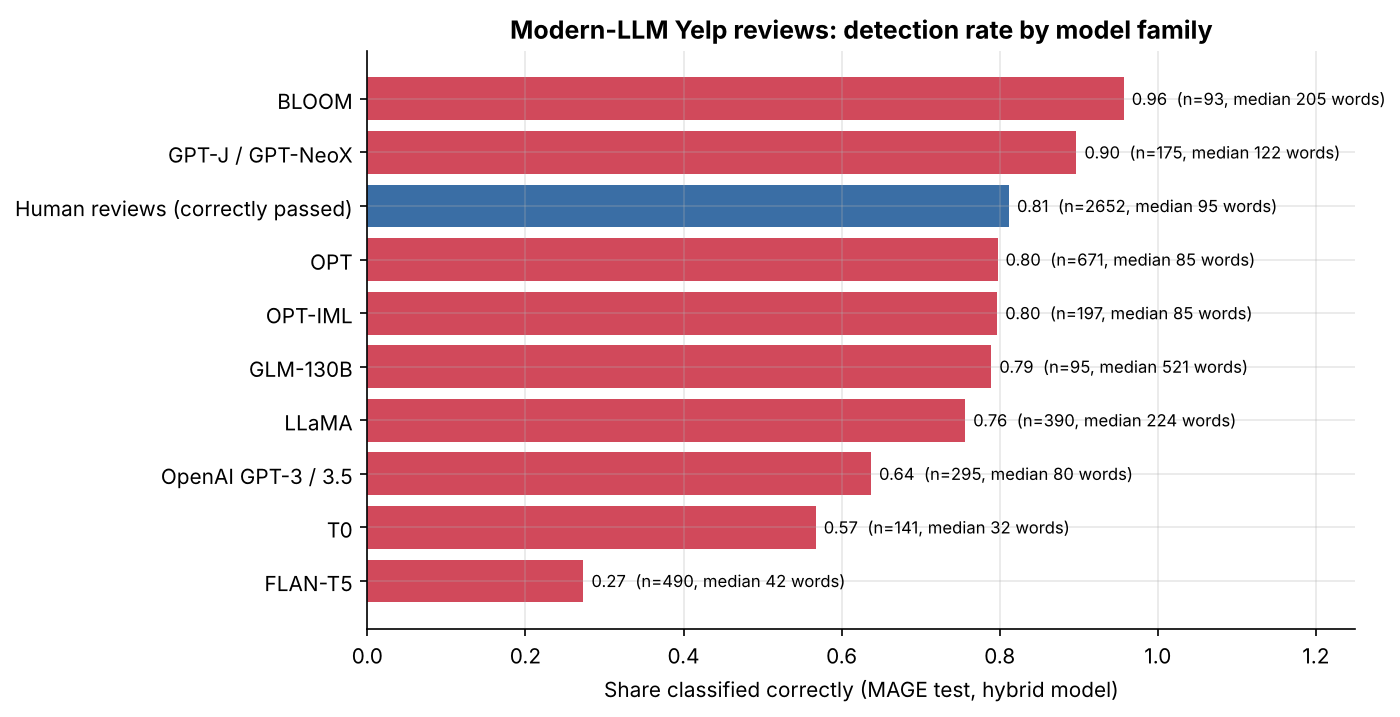 Modern-LLM Yelp reviews: detection rate by model family
BLOOM 0.96 (n=93, median 205 words)
GPT-J / GPT-NeoX 0.90 (n=175, median 122 words)
Human reviews (correctly passed) 0.81 (n=2652, median 95 words)
OPT 0.80 (n=671, median 85 words)
OPT-IML 0.80 (n=197, median 85 words)
GLM-130B 0.79 (n=95, median 521 words)
LLaMA 0.76 (n=390, median 224 words)
OpenAI GPT-3 / 3.5 0.64 (n=295, median 80 words)
T0 0.57 (n=141, median 32 words)
FLAN-T5 0.27 (n=490, median 42 words)
0.0 0.2 0.4 0.6 0.8 1.0 1.2
Share classified correctly (MAGE test, hybrid model)